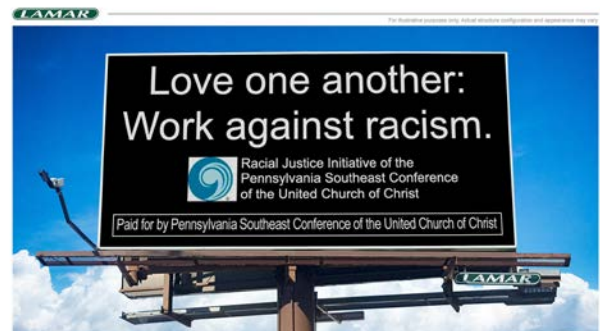 LAMAR
For illustrative purposes only. Actual structure configuration and appearance may vary.
Love one another:
Work against racism.
Racial Justice Initiative of the
Pennsylvania Southeast Conference
of the United Church of Christ
Paid for by Pennsylvania Southeast Conference of the United Church of Christ
LAMAR